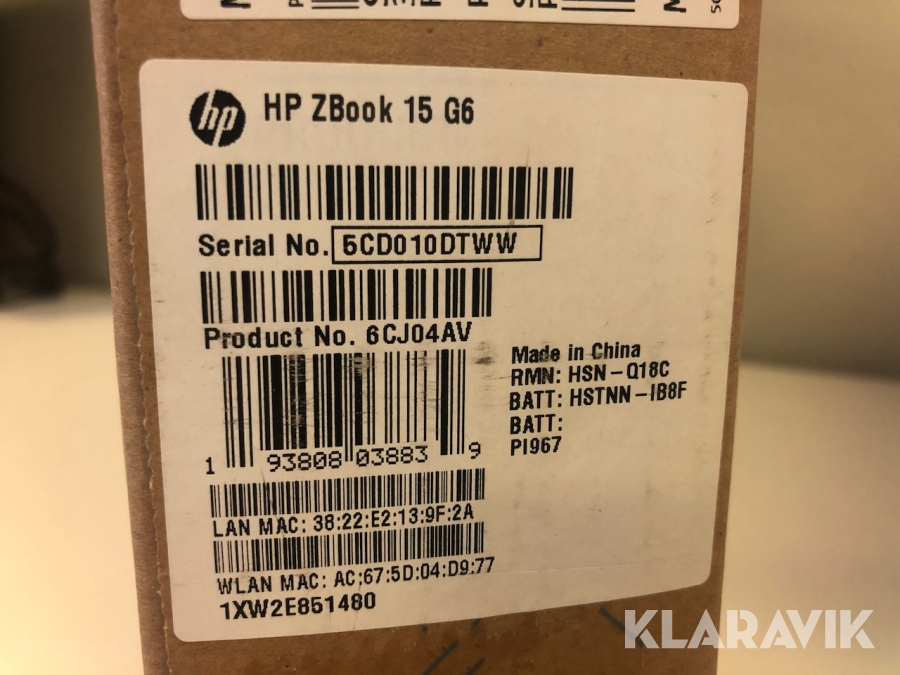 hp
HP ZBook 15 G6
Serial No. 5CD010DTWW
Product No. 6CJ04AV
1 93808 03883 9
Made in China
RMN: HSN-Q18C
BATT: HSTNN-IB8F
BATT:
PI967
LAN MAC: 38:22:E2:13:9F:2A
WLAN MAC: AC:67:5D:04:D9:77
1XW2E851480
KLARAVIK